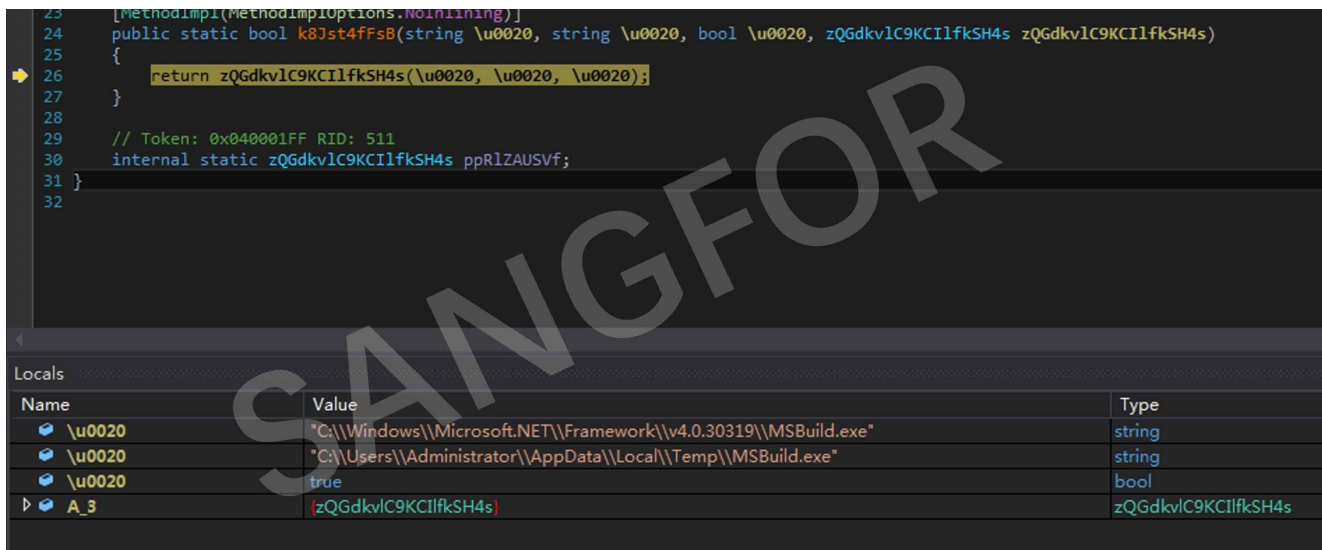 23 [MethodImpl(MethodImplOptions.NoInlining)]
24 public static bool k8Jst4fFsB(string \u0020, string \u0020, bool \u0020, zQGdkvlC9KCIlfkSH4s zQGdkvlC9KCIlfkSH4s)
25 {
26 return zQGdkvlC9KCIlfkSH4s(\u0020, \u0020, \u0020);
27 }
28
29 // Token: 0x040001FF RID: 511
30 internal static zQGdkvlC9KCIlfkSH4s ppRlZAUSVf;
31 }
32
SANGFOR
Locals
Name Value Type
\u0020 "C:\\Windows\\Microsoft.NET\\Framework\\v4.0.30319\\MSBuild.exe" string
\u0020 "C:\\Users\\Administrator\\AppData\\Local\\Temp\\MSBuild.exe" string
\u0020 true bool
A_3 {zQGdkvlC9KCIlfkSH4s} zQGdkvlC9KCIlfkSH4s